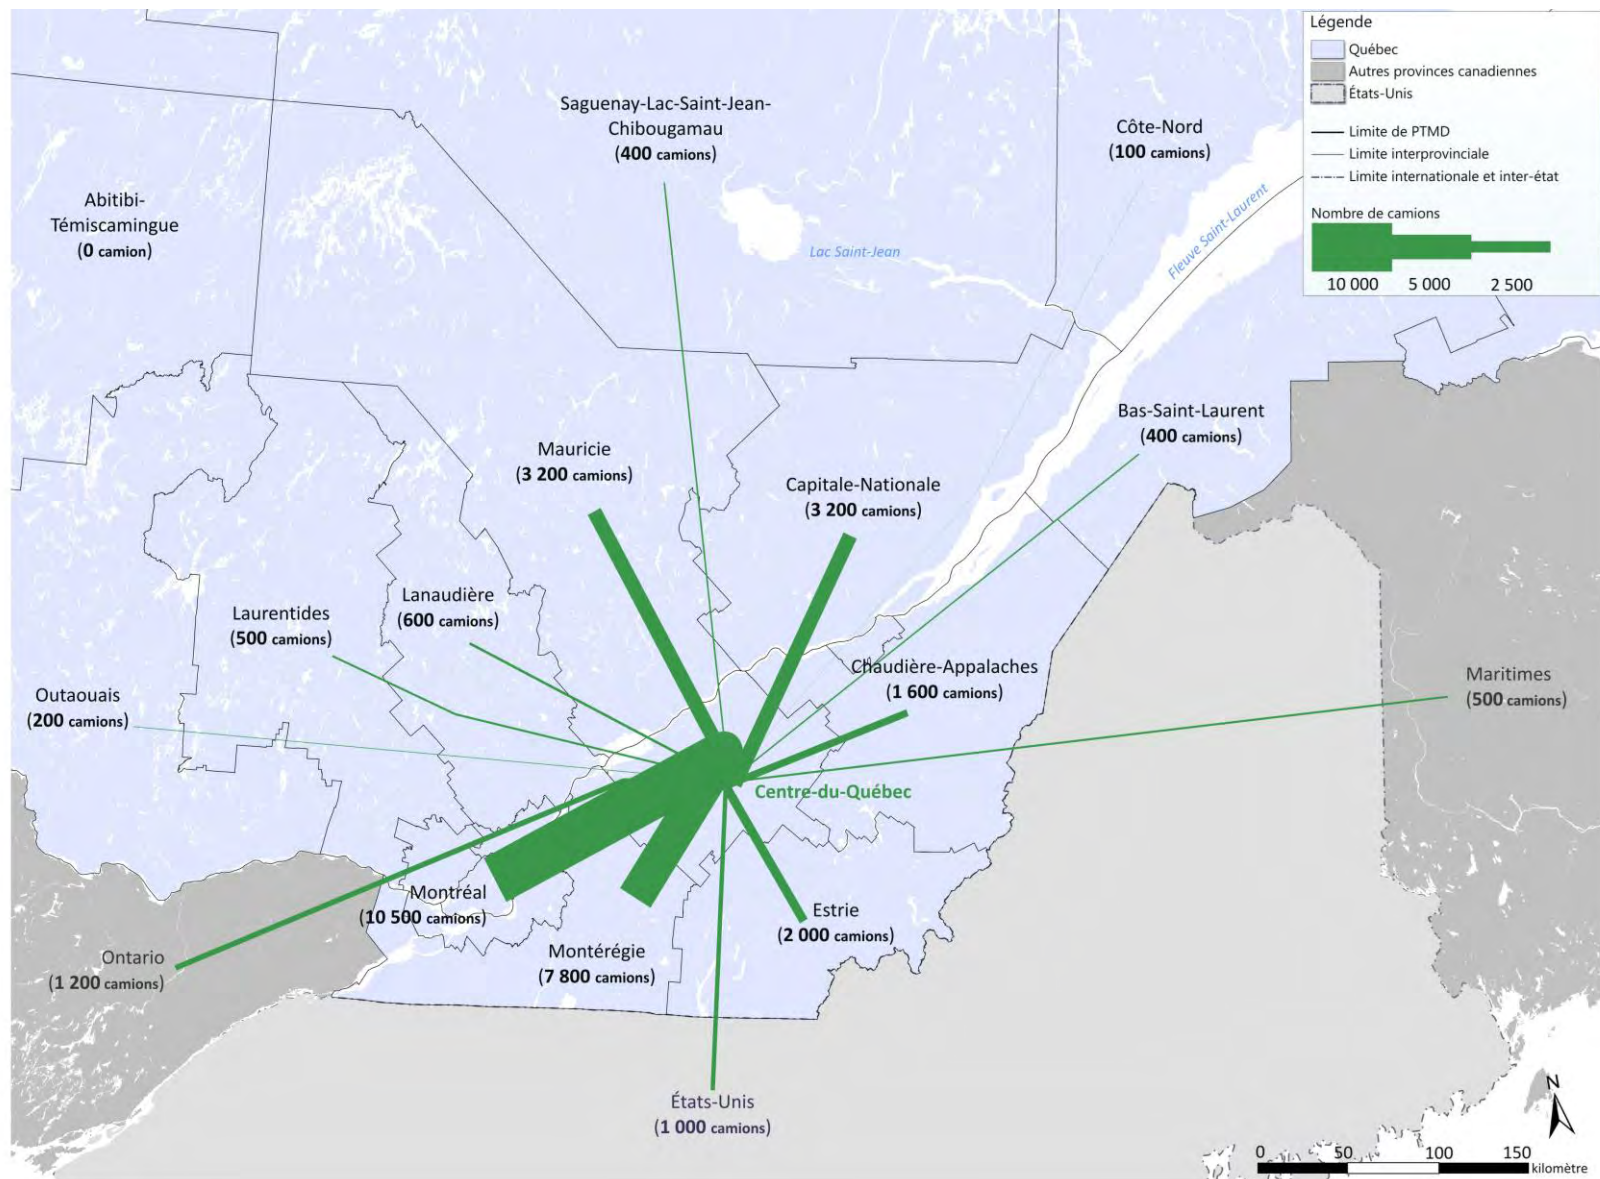 Légende
Québec
Autres provinces canadiennes
États-Unis
Limite de PTMD
Limite interprovinciale
Limite internationale et inter-état
Nombre de camions
10 000 5 000 2 500
Saguenay-Lac-Saint-Jean-
Chibougamau
(400 camions)
Côte-Nord
(100 camions)
Abitibi-
Témiscamingue
(0 camion)
Lac Saint-Jean
Fleuve Saint-Laurent
Bas-Saint-Laurent
(400 camions)
Mauricie
(3 200 camions)
Capitale-Nationale
(3 200 camions)
Lanaudière
(600 camions)
Laurentides
(500 camions)
Chaudière-Appalaches
(1 600 camions)
Maritimes
(500 camions)
Outaouais
(200 camions)
Centre-du-Québec
Montréal
(10 500 camions)
Estrie
(2 000 camions)
Montérégie
(7 800 camions)
Ontario
(1 200 camions)
États-Unis
(1 000 camions)
N
0 50 100 150
kilomètre